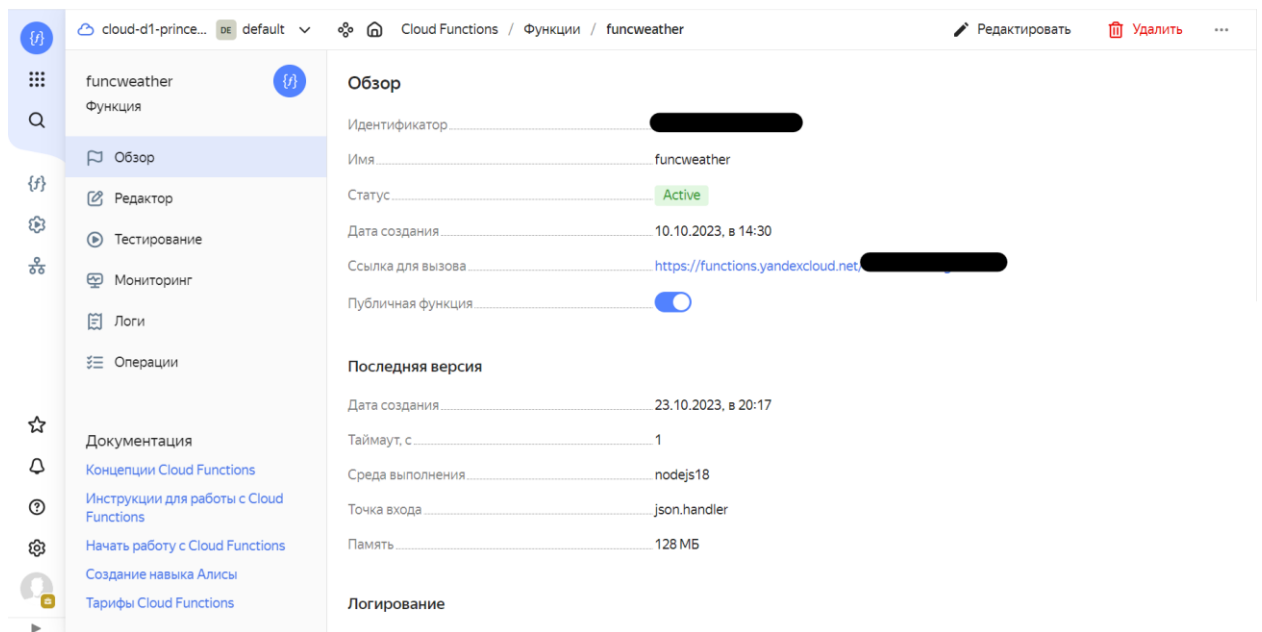 {ƒ}
cloud-d1-prince... DE default
Cloud Functions / Функции / funcweather
Редактировать
Удалить
...
funcweather
Функция
{ƒ}
Обзор
Редактор
Тестирование
Мониторинг
Логи
Операции
Документация
Концепции Cloud Functions
Инструкции для работы с Cloud
Functions
Начать работу с Cloud Functions
Создание навыка Алисы
Тарифы Cloud Functions
{ƒ}
Обзор
Идентификатор
Имя funcweather
Статус Active
Дата создания 10.10.2023, в 14:30
Ссылка для вызова https://functions.yandexcloud.net/
Публичная функция
Последняя версия
Дата создания 23.10.2023, в 20:17
Таймаут, с 1
Среда выполнения nodejs18
Точка входа json.handler
Память 128 МБ
Логирование